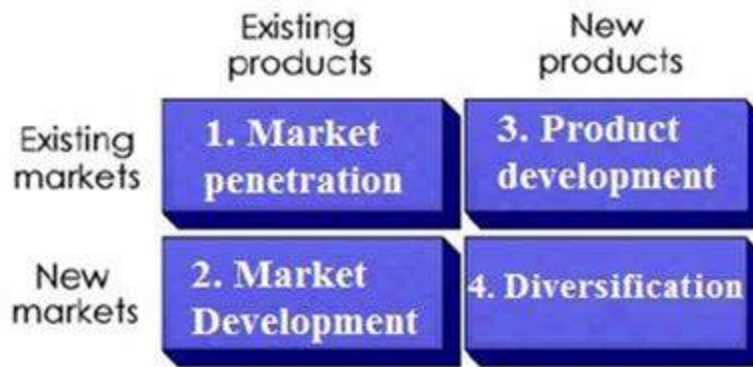 Existing
products
New
products
Existing
markets
1. Market
penetration
3. Product
development
New
markets
2. Market
Development
4. Diversification